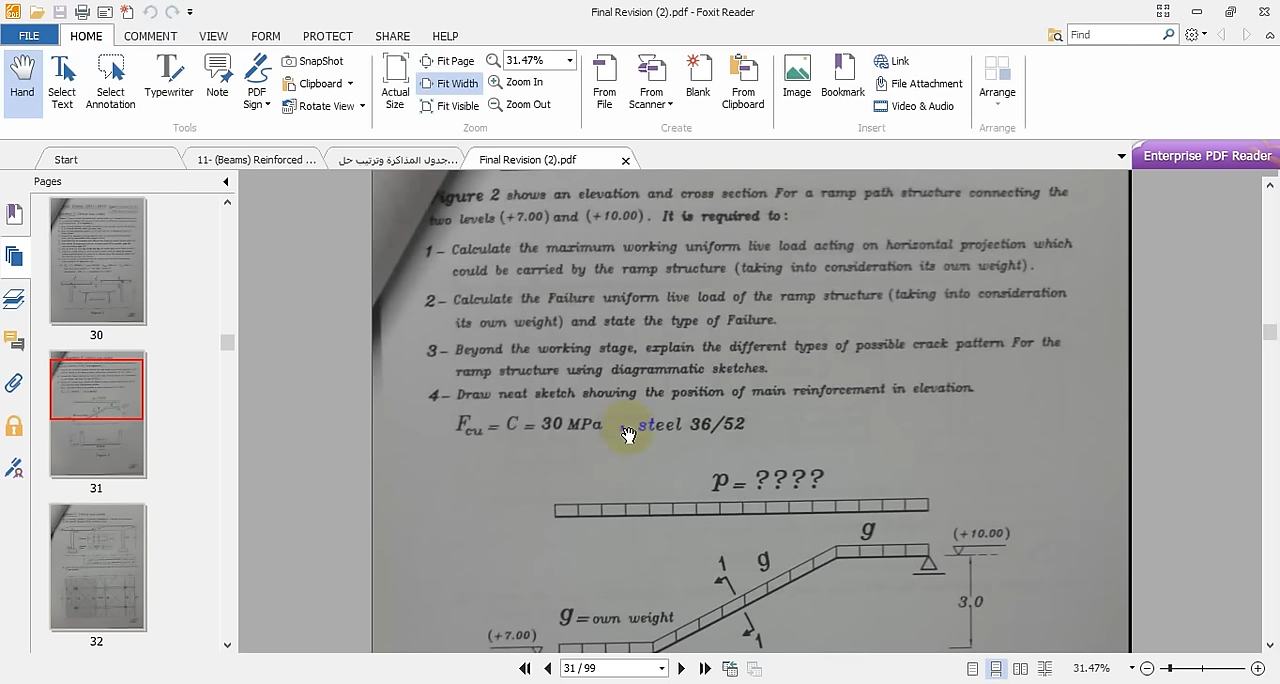 Final Revision (2).pdf - Foxit Reader
FILE HOME COMMENT VIEW FORM PROTECT SHARE HELP
Find
Hand
Select Text
Select Annotation
Typewriter
Note
PDF Sign
SnapShot
Clipboard
Rotate View
Tools
Actual Size
Fit Page
Fit Width
Fit Visible
31.47%
Zoom In
Zoom Out
Zoom
From File
From Scanner
Blank
From Clipboard
Create
Image
Bookmark
Link
File Attachment
Video & Audio
Insert
Arrange
Arrange
Start
11- (Beams) Reinforced ...
جدول المذاكرة وترتيب حل...
Final Revision (2).pdf
Enterprise PDF Reader
Pages
30
31
32
Figure 2 shows an elevation and cross section For a ramp path structure connecting the
two levels (+7.00) and (+10.00). It is required to:
1- Calculate the maximum working uniform live load acting on horizontal projection which
could be carried by the ramp structure (taking into consideration its own weight).
2- Calculate the Failure uniform live load of the ramp structure (taking into consideration
its own weight) and state the type of Failure.
3- Beyond the working stage, explain the different types of possible crack pattern For the
ramp structure using diagrammatic sketches.
4- Draw neat sketch showing the position of main reinforcement in elevation.
Fcu = C = 30 MPa , steel 36/52
p = ????
g
(+10.00)
1
g
3.0
g = own weight
1
(+7.00)
31 / 99
31.47%